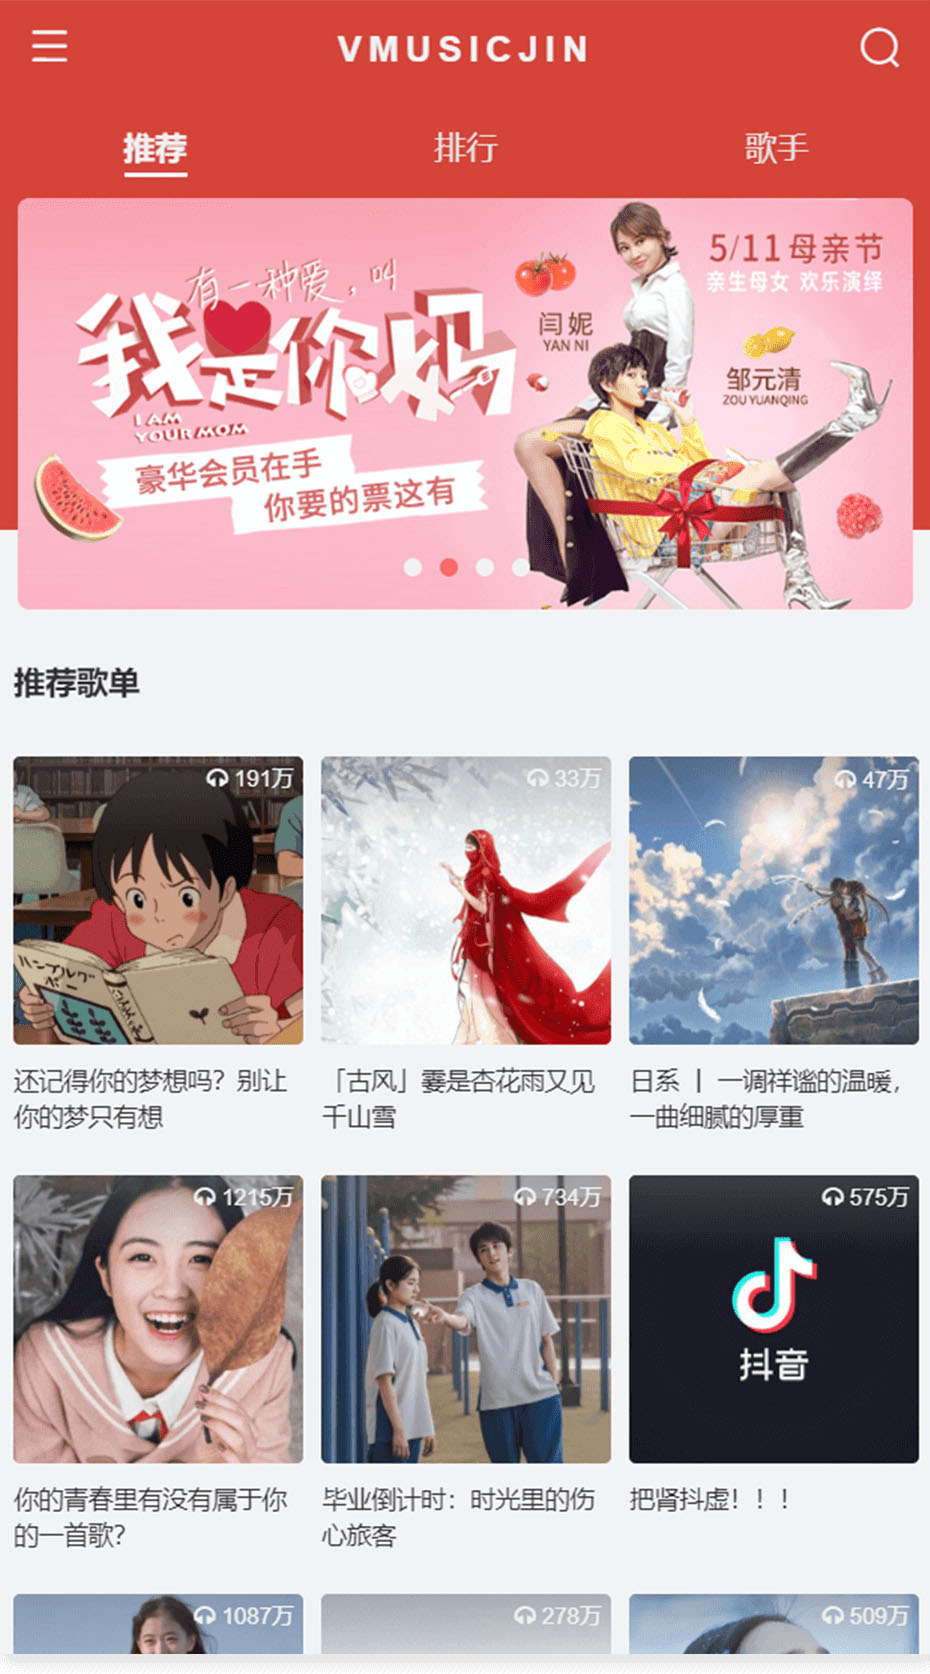 VMUSICJIN
推荐
排行
歌手
有一种爱，叫
我是你妈
I AM
YOUR MOM
豪华会员在手
你要的票这有
5/11母亲节
亲生母女 欢乐演绎
闫妮
YAN NI
邹元清
ZOU YUANQING
推荐歌单
191万
33万
47万
ハンブルグ
ボー
还记得你的梦想吗？别让
你的梦只有想
「古风」霎是杏花雨又见
千山雪
日系 丨 一调祥谧的温暖，
一曲细腻的厚重
1215万
734万
575万
抖音
你的青春里有没有属于你
的一首歌?
毕业倒计时：时光里的伤
心旅客
把肾抖虚！！！
1087万
278万
509万